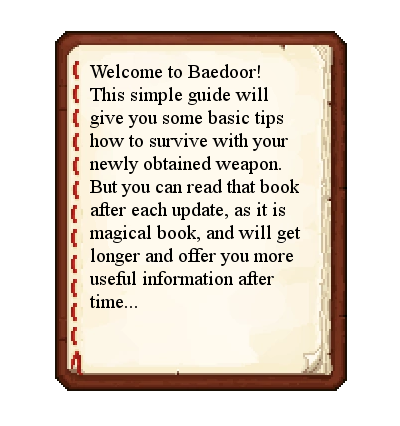 Welcome to Baedoor!
This simple guide will
give you some basic tips
how to survive with your
newly obtained weapon.
But you can read that book
after each update, as it is
magical book, and will get
longer and offer you more
useful information after
time...